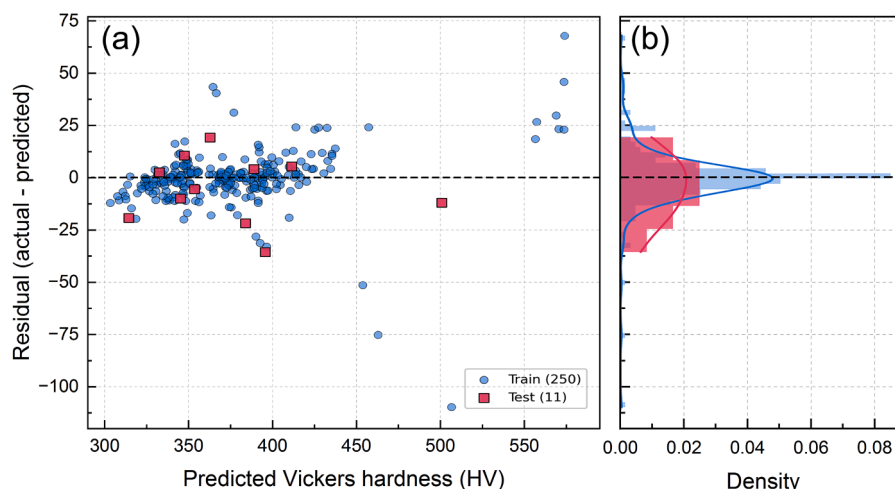 (a)
(b)
75
50
25
0
−25
−50
−75
−100
Residual (actual - predicted)
Train (250)
Test (11)
300 350 400 450 500 550
0.00 0.02 0.04 0.06 0.08
Predicted Vickers hardness (HV)
Density